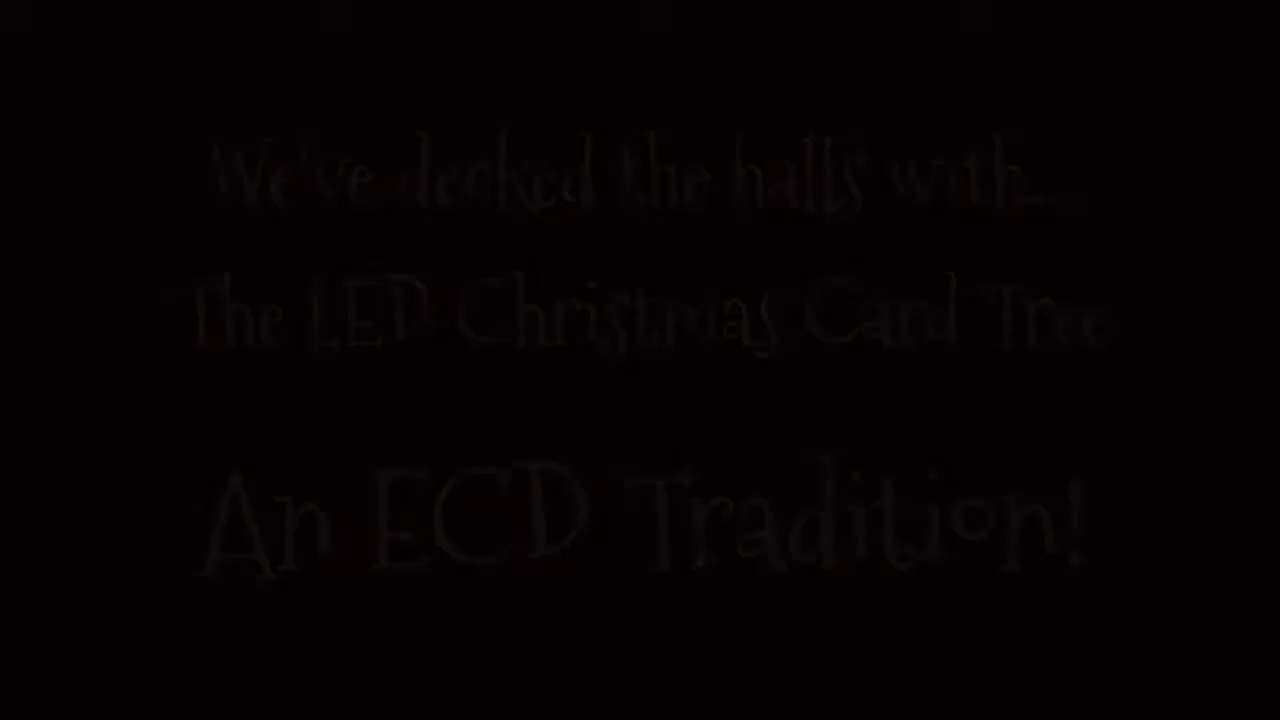 We've decked the halls with...
The LED Christmas Card Tree
An ECD Tradition!